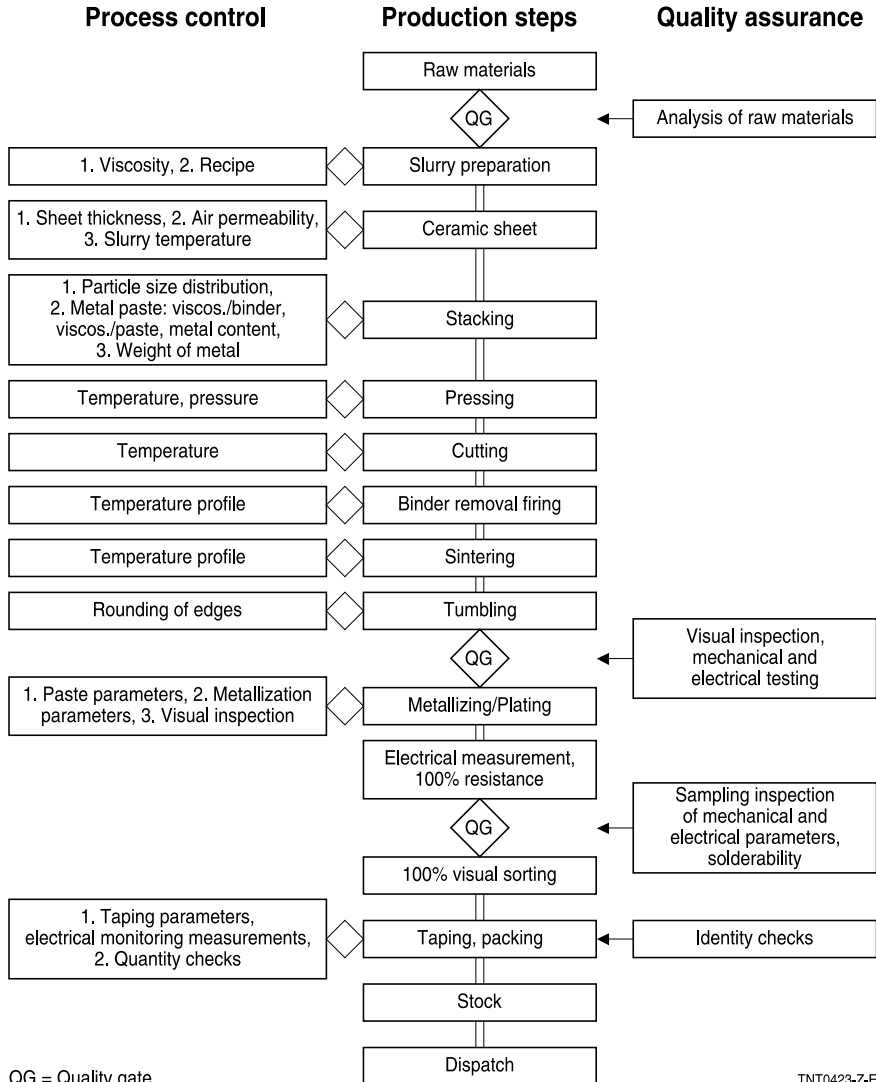 Process control
Production steps
Quality assurance
Raw materials
QG
Analysis of raw materials
1. Viscosity, 2. Recipe
Slurry preparation
1. Sheet thickness, 2. Air permeability,
3. Slurry temperature
Ceramic sheet
1. Particle size distribution,
2. Metal paste: viscos./binder,
viscos./paste, metal content,
3. Weight of metal
Stacking
Temperature, pressure
Pressing
Temperature
Cutting
Temperature profile
Binder removal firing
Temperature profile
Sintering
Rounding of edges
Tumbling
QG
Visual inspection,
mechanical and
electrical testing
1. Paste parameters, 2. Metallization
parameters, 3. Visual inspection
Metallizing/Plating
Electrical measurement,
100% resistance
QG
Sampling inspection
of mechanical and
electrical parameters,
solderability
100% visual sorting
1. Taping parameters,
electrical monitoring measurements,
2. Quantity checks
Taping, packing
Identity checks
Stock
Dispatch
QG = Quality gate
TNT0423-Z-E